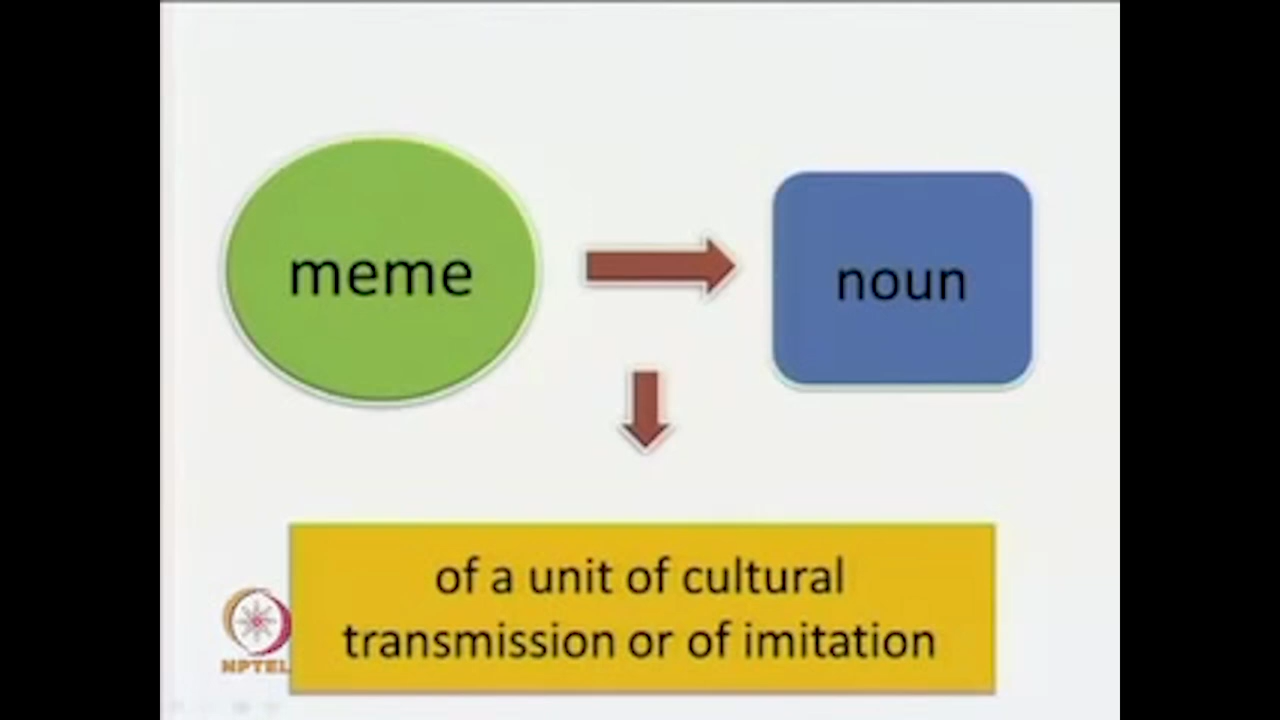 meme
noun
of a unit of cultural
transmission or of imitation
NPTEL